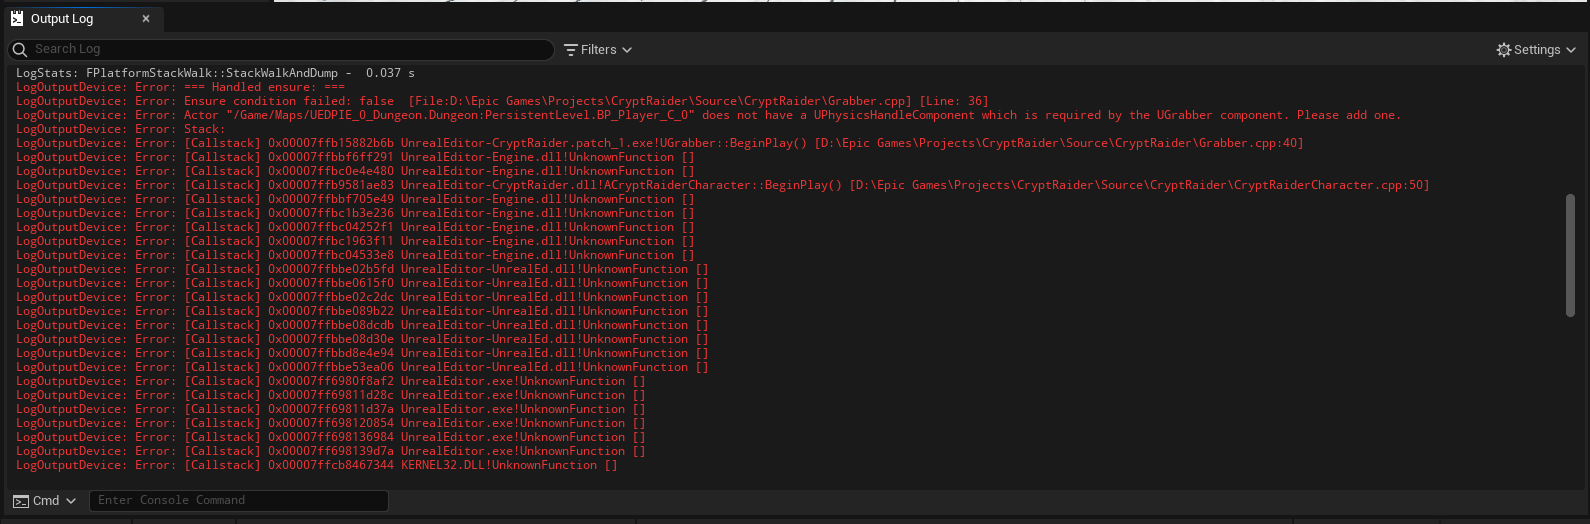 Output Log ×
Search Log
Filters
Settings
LogStats: FPlatformStackWalk::StackWalkAndDump -  0.037 s
LogOutputDevice: Error: === Handled ensure: ===
LogOutputDevice: Error: Ensure condition failed: false  [File:D:\Epic Games\Projects\CryptRaider\Source\CryptRaider\Grabber.cpp] [Line: 36]
LogOutputDevice: Error: Actor "/Game/Maps/UEDPIE_0_Dungeon.Dungeon:PersistentLevel.BP_Player_C_0" does not have a UPhysicsHandleComponent which is required by the UGrabber component. Please add one.
LogOutputDevice: Error: Stack:
LogOutputDevice: Error: [Callstack] 0x00007ffb15882b6b UnrealEditor-CryptRaider.patch_1.exe!UGrabber::BeginPlay() [D:\Epic Games\Projects\CryptRaider\Source\CryptRaider\Grabber.cpp:40]
LogOutputDevice: Error: [Callstack] 0x00007ffbbf6ff291 UnrealEditor-Engine.dll!UnknownFunction []
LogOutputDevice: Error: [Callstack] 0x00007ffbc0e4e480 UnrealEditor-Engine.dll!UnknownFunction []
LogOutputDevice: Error: [Callstack] 0x00007ffb9581ae83 UnrealEditor-CryptRaider.dll!ACryptRaiderCharacter::BeginPlay() [D:\Epic Games\Projects\CryptRaider\Source\CryptRaider\CryptRaiderCharacter.cpp:50]
LogOutputDevice: Error: [Callstack] 0x00007ffbbf705e49 UnrealEditor-Engine.dll!UnknownFunction []
LogOutputDevice: Error: [Callstack] 0x00007ffbc1b3e236 UnrealEditor-Engine.dll!UnknownFunction []
LogOutputDevice: Error: [Callstack] 0x00007ffbc04252f1 UnrealEditor-Engine.dll!UnknownFunction []
LogOutputDevice: Error: [Callstack] 0x00007ffbc1963f11 UnrealEditor-Engine.dll!UnknownFunction []
LogOutputDevice: Error: [Callstack] 0x00007ffbc04533e8 UnrealEditor-Engine.dll!UnknownFunction []
LogOutputDevice: Error: [Callstack] 0x00007ffbbe02b5fd UnrealEditor-UnrealEd.dll!UnknownFunction []
LogOutputDevice: Error: [Callstack] 0x00007ffbbe0615f0 UnrealEditor-UnrealEd.dll!UnknownFunction []
LogOutputDevice: Error: [Callstack] 0x00007ffbbe02c2dc UnrealEditor-UnrealEd.dll!UnknownFunction []
LogOutputDevice: Error: [Callstack] 0x00007ffbbe089b22 UnrealEditor-UnrealEd.dll!UnknownFunction []
LogOutputDevice: Error: [Callstack] 0x00007ffbbe08dcdb UnrealEditor-UnrealEd.dll!UnknownFunction []
LogOutputDevice: Error: [Callstack] 0x00007ffbbe08d30e UnrealEditor-UnrealEd.dll!UnknownFunction []
LogOutputDevice: Error: [Callstack] 0x00007ffbbd8e4e94 UnrealEditor-UnrealEd.dll!UnknownFunction []
LogOutputDevice: Error: [Callstack] 0x00007ffbbe53ea06 UnrealEditor-UnrealEd.dll!UnknownFunction []
LogOutputDevice: Error: [Callstack] 0x00007ff6980f8af2 UnrealEditor.exe!UnknownFunction []
LogOutputDevice: Error: [Callstack] 0x00007ff69811d28c UnrealEditor.exe!UnknownFunction []
LogOutputDevice: Error: [Callstack] 0x00007ff69811d37a UnrealEditor.exe!UnknownFunction []
LogOutputDevice: Error: [Callstack] 0x00007ff698120854 UnrealEditor.exe!UnknownFunction []
LogOutputDevice: Error: [Callstack] 0x00007ff698136984 UnrealEditor.exe!UnknownFunction []
LogOutputDevice: Error: [Callstack] 0x00007ff698139d7a UnrealEditor.exe!UnknownFunction []
LogOutputDevice: Error: [Callstack] 0x00007ffcb8467344 KERNEL32.DLL!UnknownFunction []
Cmd
Enter Console Command